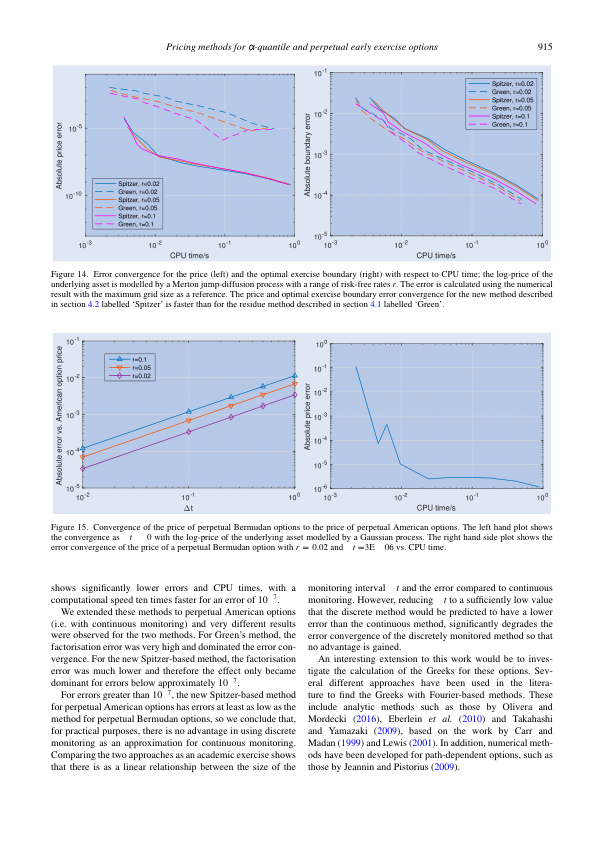 Pricing methods for α-quantile and perpetual early exercise options
915
Absolute price error
10-5
10-10
10-3
10-2
10-1
100
CPU time/s
Spitzer, r=0.02
Green, r=0.02
Spitzer, r=0.05
Green, r=0.05
Spitzer, r=0.1
Green, r=0.1
Absolute boundary error
10-1
10-2
10-3
10-4
10-5
10-3
10-2
10-1
100
CPU time/s
Spitzer, r=0.02
Green, r=0.02
Spitzer, r=0.05
Green, r=0.05
Spitzer, r=0.1
Green, r=0.1
Figure 14. Error convergence for the price (left) and the optimal exercise boundary (right) with respect to CPU time; the log-price of the
underlying asset is modelled by a Merton jump-diffusion process with a range of risk-free rates r. The error is calculated using the numerical
result with the maximum grid size as a reference. The price and optimal exercise boundary error convergence for the new method described
in section 4.2 labelled ‘Spitzer’ is faster than for the residue method described in section 4.1 labelled ‘Green’.
Absolute error vs. American option price
10-1
10-2
10-3
10-4
10-5
10-2
10-1
100
Δt
r=0.1
r=0.05
r=0.02
Absolute price error
100
10-1
10-2
10-3
10-4
10-5
10-6
10-3
10-2
10-1
100
CPU time/s
Figure 15. Convergence of the price of perpetual Bermudan options to the price of perpetual American options. The left hand plot shows
the convergence as t 0 with the log-price of the underlying asset modelled by a Gaussian process. The right hand side plot shows the
error convergence of the price of a perpetual Bermudan option with r = 0.02 and t =3E 06 vs. CPU time.
shows significantly lower errors and CPU times, with a
computational speed ten times faster for an error of 10 7.
We extended these methods to perpetual American options
(i.e. with continuous monitoring) and very different results
were observed for the two methods. For Green’s method, the
factorisation error was very high and dominated the error con-
vergence. For the new Spitzer-based method, the factorisation
error was much lower and therefore the effect only became
dominant for errors below approximately 10 7.
For errors greater than 10 7, the new Spitzer-based method
for perpetual American options has errors at least as low as the
method for perpetual Bermudan options, so we conclude that,
for practical purposes, there is no advantage in using discrete
monitoring as an approximation for continuous monitoring.
Comparing the two approaches as an academic exercise shows
that there is as a linear relationship between the size of the
monitoring interval t and the error compared to continuous
monitoring. However, reducing t to a sufficiently low value
that the discrete method would be predicted to have a lower
error than the continuous method, significantly degrades the
error convergence of the discretely monitored method so that
no advantage is gained.
An interesting extension to this work would be to inves-
tigate the calculation of the Greeks for these options. Sev-
eral different approaches have been used in the litera-
ture to find the Greeks with Fourier-based methods. These
include analytic methods such as those by Olivera and
Mordecki (2016), Eberlein et al. (2010) and Takahashi
and Yamazaki (2009), based on the work by Carr and
Madan (1999) and Lewis (2001). In addition, numerical meth-
ods have been developed for path-dependent options, such as
those by Jeannin and Pistorius (2009).